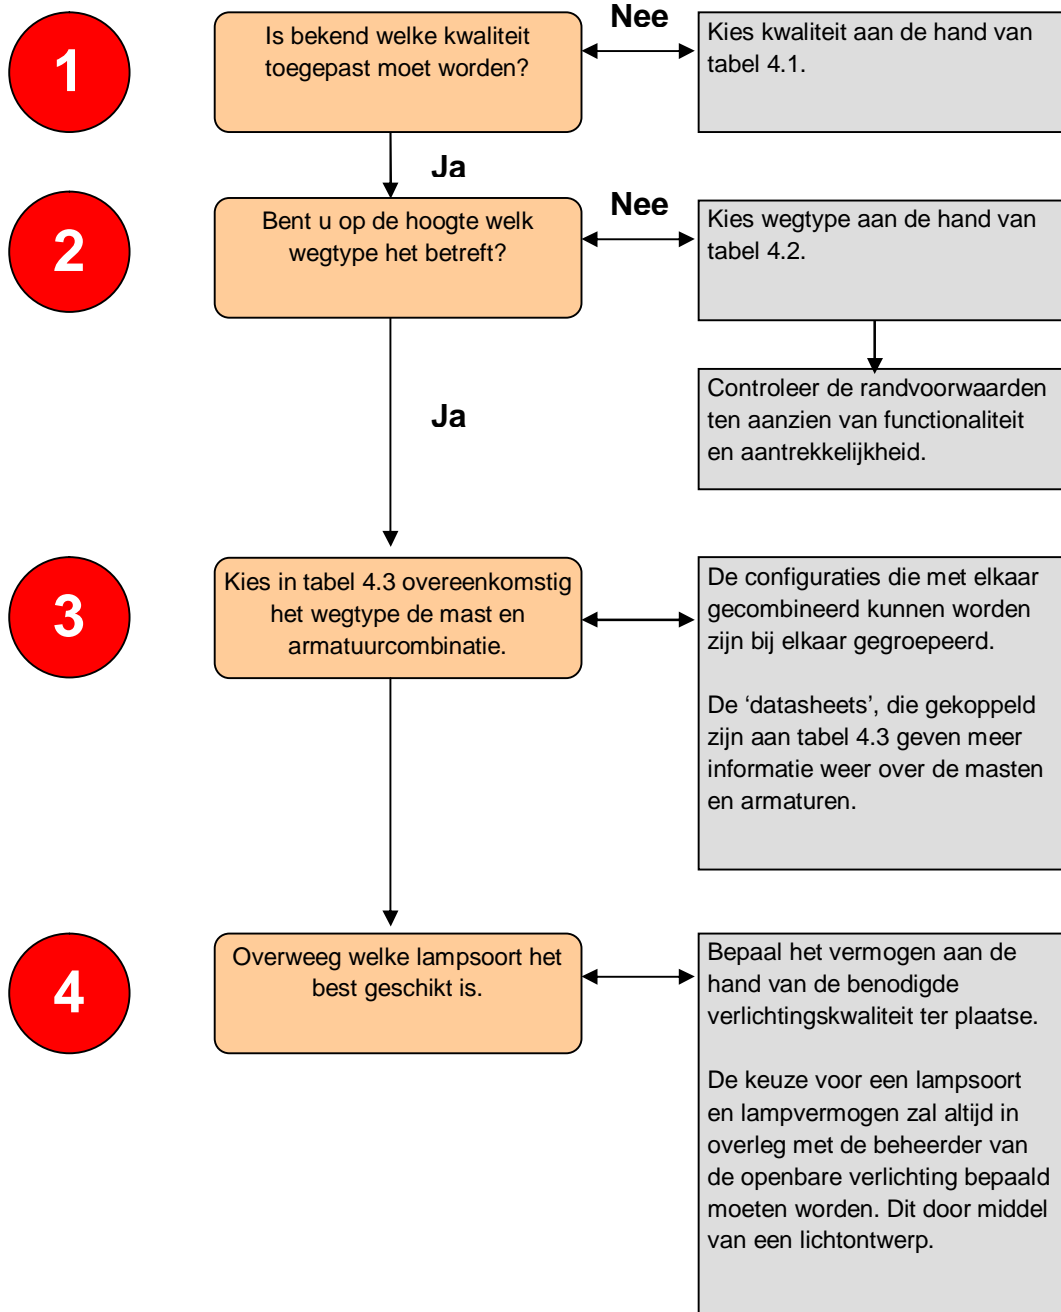 1
Is bekend welke kwaliteit
toegepast moet worden?
Nee
Kies kwaliteit aan de hand van
tabel 4.1.
Ja
2
Bent u op de hoogte welk
wegtype het betreft?
Nee
Kies wegtype aan de hand van
tabel 4.2.
Controleer de randvoorwaarden
ten aanzien van functionaliteit
en aantrekkelijkheid.
Ja
3
Kies in tabel 4.3 overeenkomstig
het wegtype de mast en
armatuurcombinatie.
De configuraties die met elkaar
gecombineerd kunnen worden
zijn bij elkaar gegroepeerd.
De ‘datasheets’, die gekoppeld
zijn aan tabel 4.3 geven meer
informatie weer over de masten
en armaturen.
4
Overweeg welke lampsoort het
best geschikt is.
Bepaal het vermogen aan de
hand van de benodigde
verlichtingskwaliteit ter plaatse.
De keuze voor een lampsoort
en lampvermogen zal altijd in
overleg met de beheerder van
de openbare verlichting bepaald
moeten worden. Dit door middel
van een lichtontwerp.